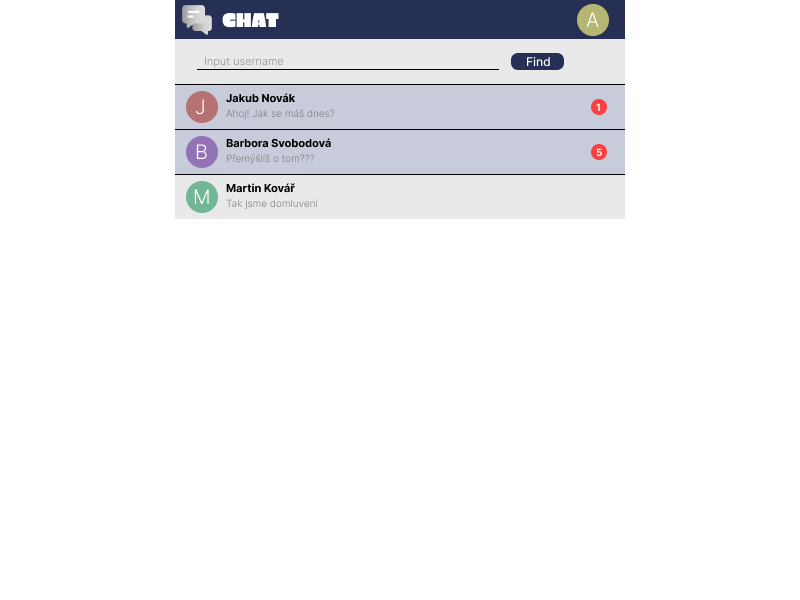 CHAT
A
Input username
Find
J
Jakub Novák
Ahoj! Jak se máš dnes?
1
B
Barbora Svobodová
Přemýšlíš o tom???
5
M
Martin Kovář
Tak jsme domluveni